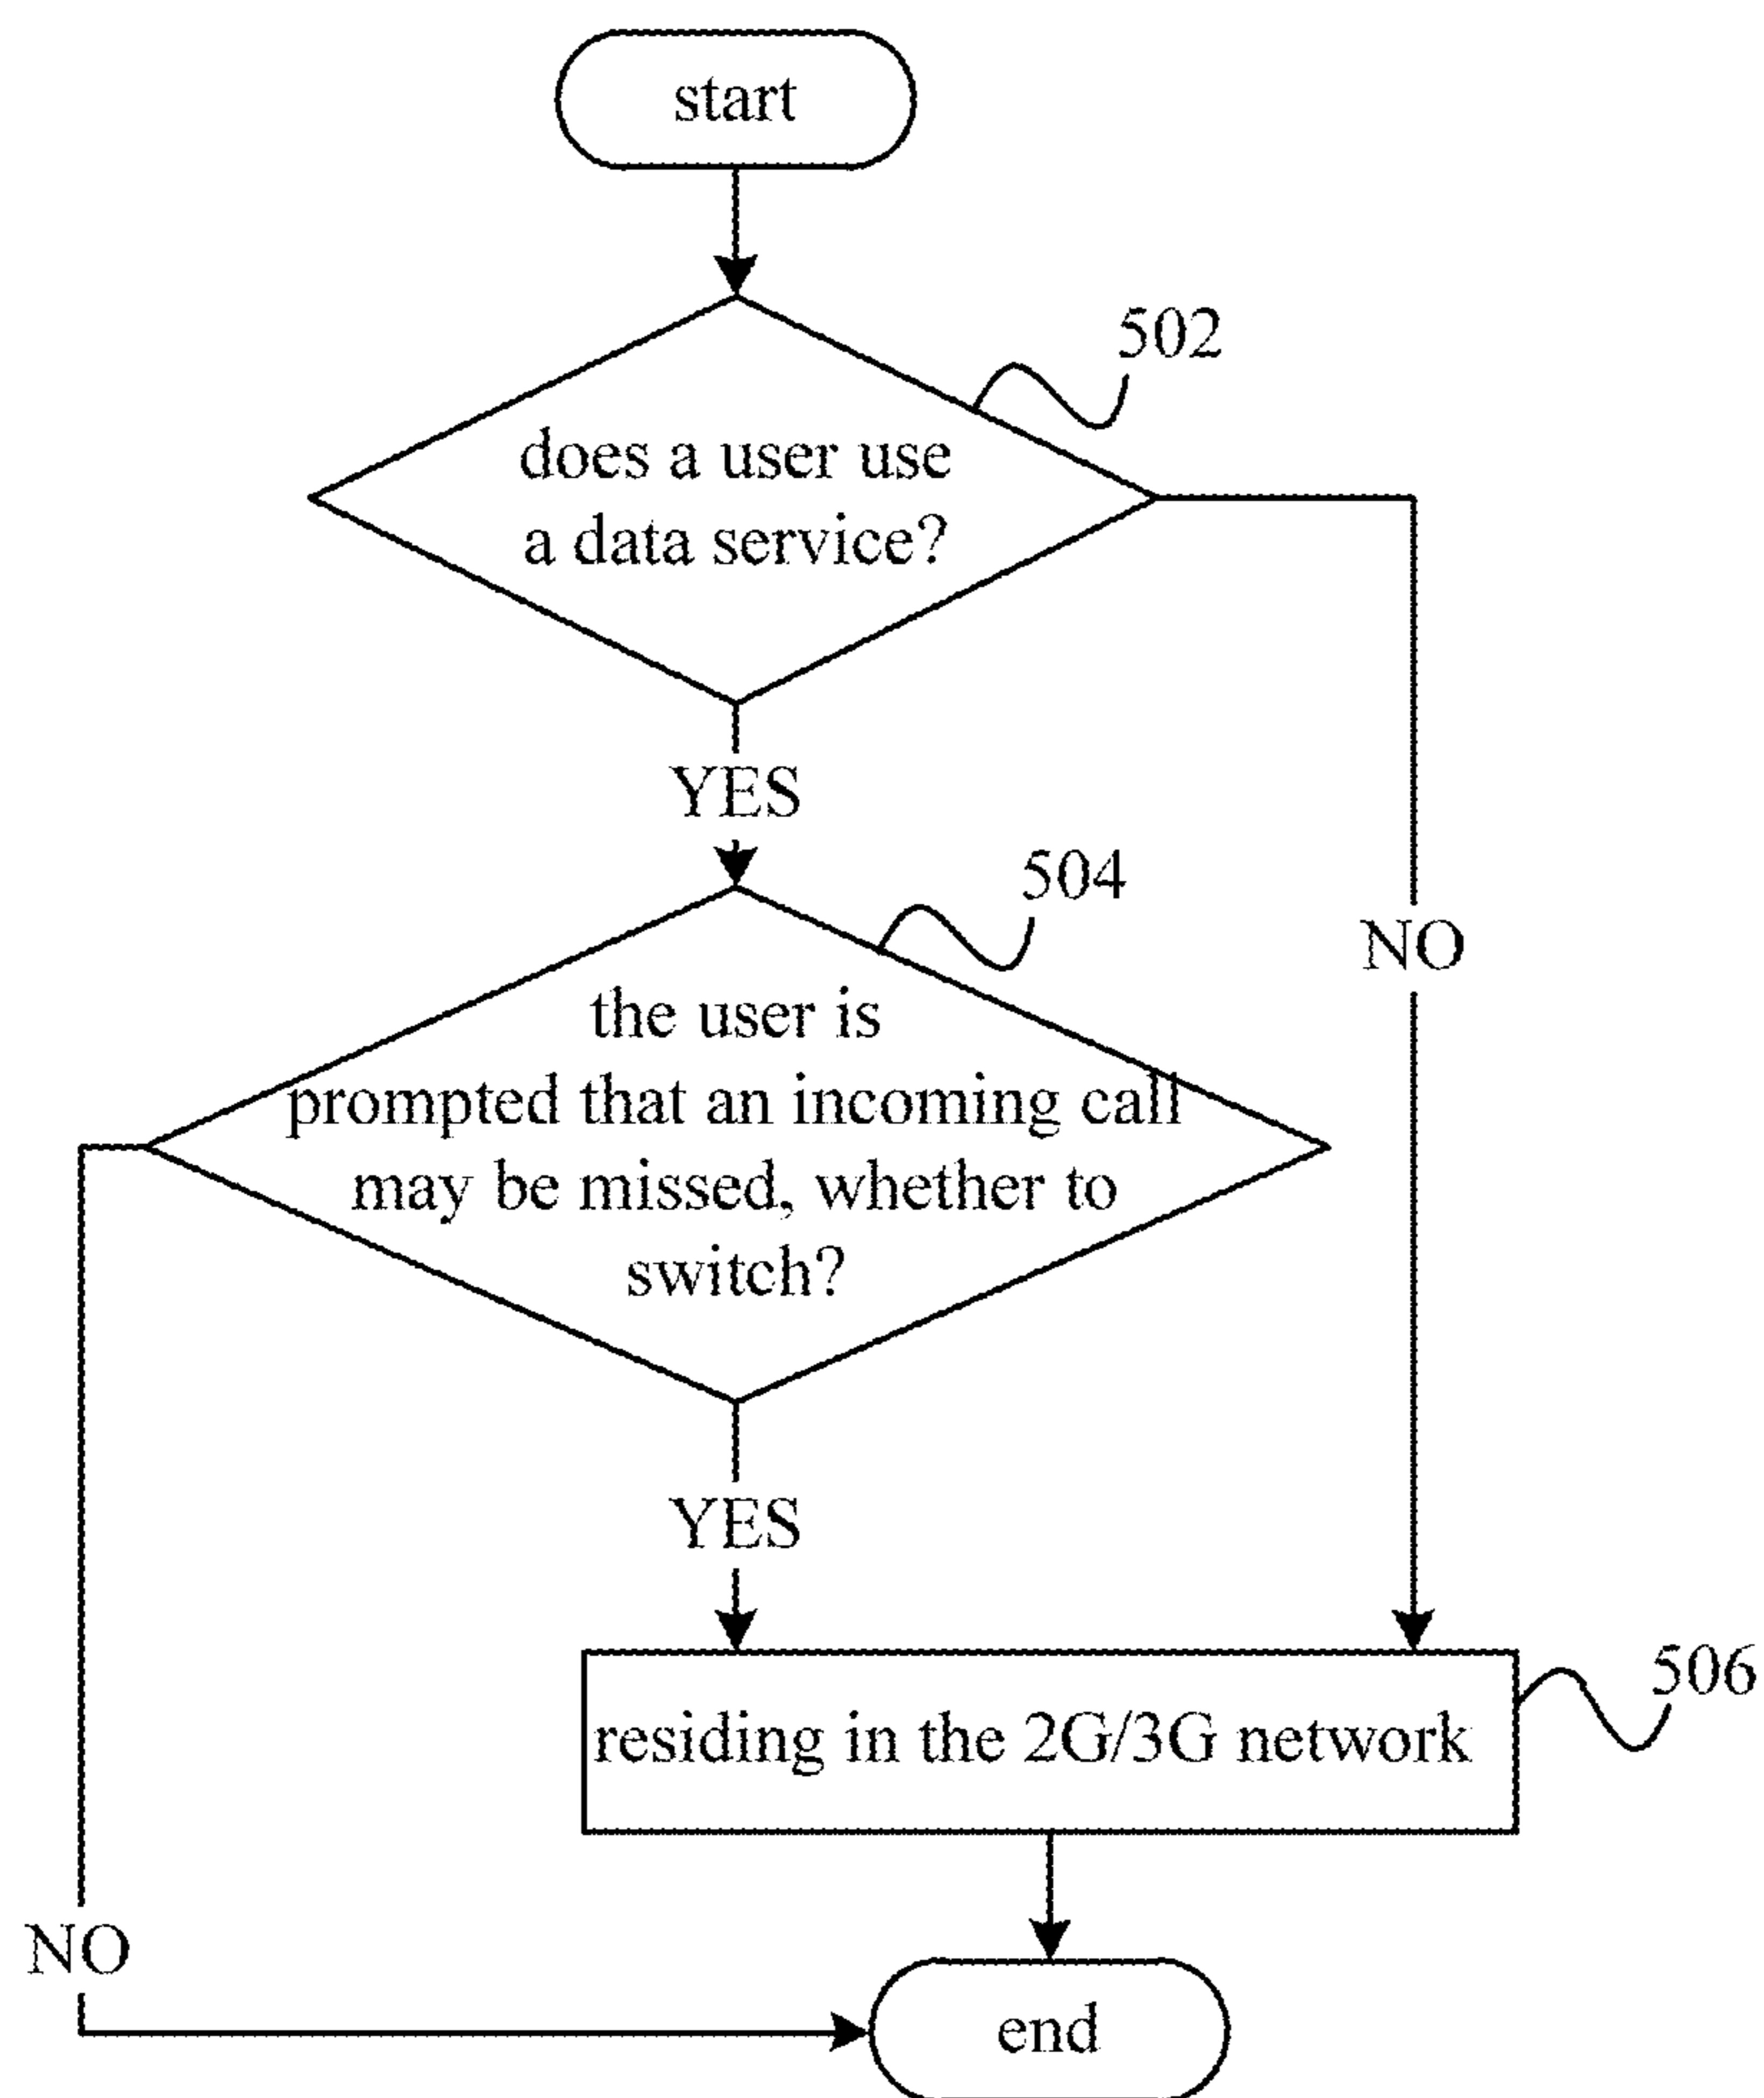 start
502
does a user use
a data service?
YES
504
NO
the user is
prompted that an incoming call
may be missed, whether to
switch?
YES
506
residing in the 2G/3G network
NO
end